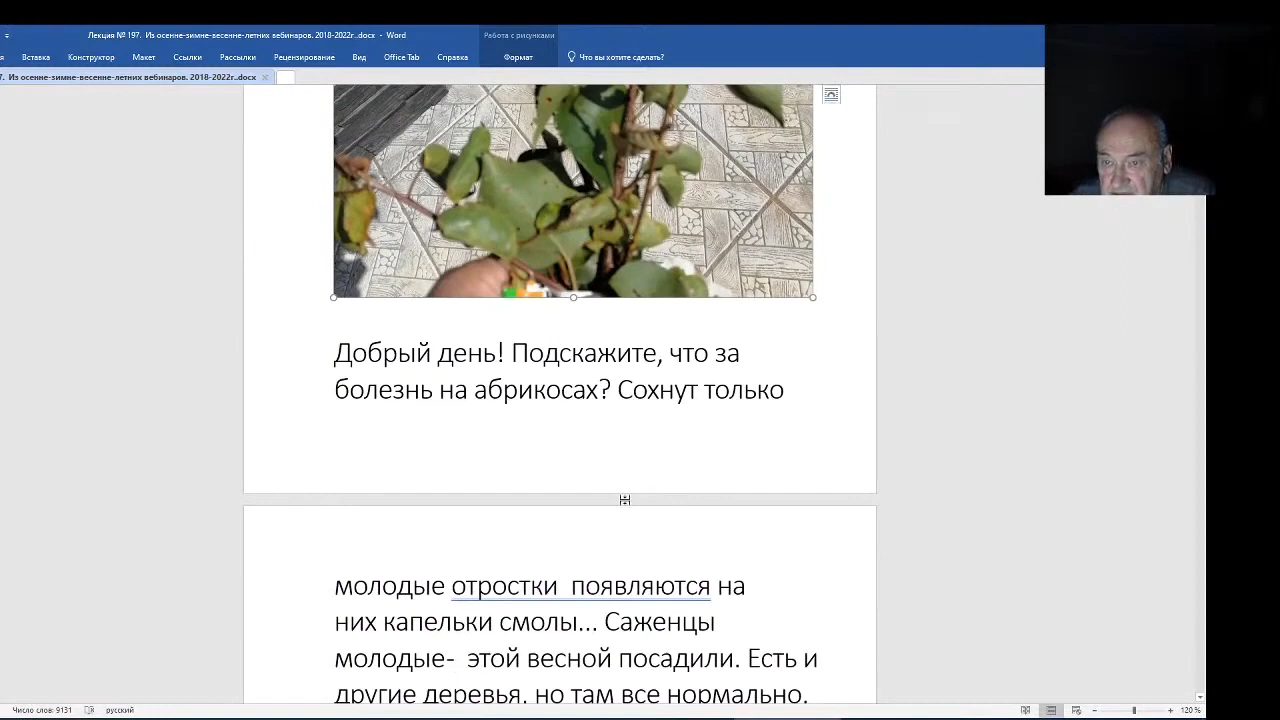 Лекция № 197.  Из осенне-зимне-весенне-летних вебинаров. 2018-2022г..docx - Word
Работа с рисунками
Вставка Конструктор Макет Ссылки Рассылки Рецензирование Вид Office Tab Справка Формат Что вы хотите сделать?
7. Из осенне-зимне-весенне-летних вебинаров. 2018-2022г..docx
Добрый день! Подскажите, что за
болезнь на абрикосах? Сохнут только
молодые отростки  появляются на
них капельки смолы... Саженцы
молодые-  этой весной посадили. Есть и
другие деревья, но там все нормально.
Число слов: 9131 русский 120 %